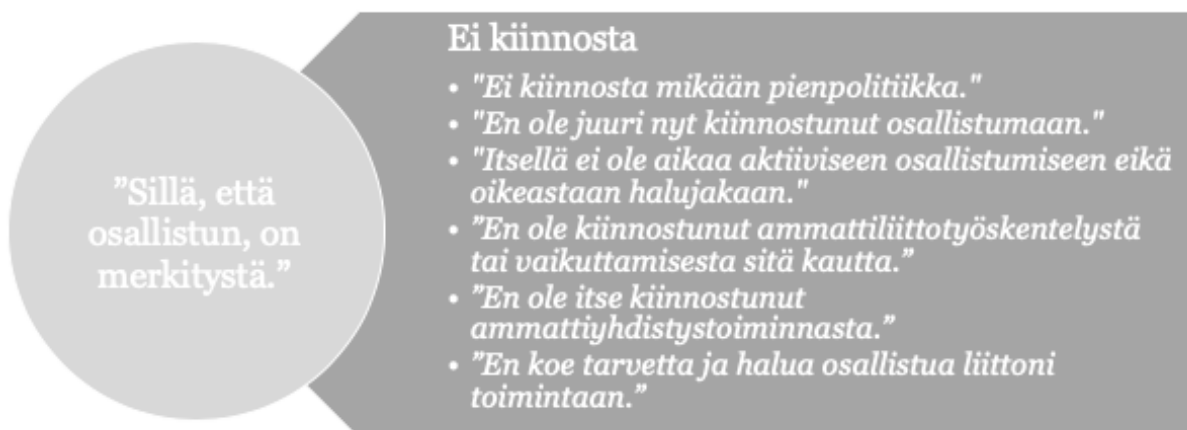 ”Sillä, että
osallistun, on
merkitystä.”
Ei kiinnosta
• "Ei kiinnosta mikään pienpolitiikka."
• "En ole juuri nyt kiinnostunut osallistumaan."
• "Itsellä ei ole aikaa aktiiviseen osallistumiseen eikä
oikeastaan halujakaan."
• ”En ole kiinnostunut ammattiliittotyöskentelystä
tai vaikuttamisesta sitä kautta.”
• ”En ole itse kiinnostunut
ammattiyhdistystoiminnasta.”
• ”En koe tarvetta ja halua osallistua liittoni
toimintaan.”